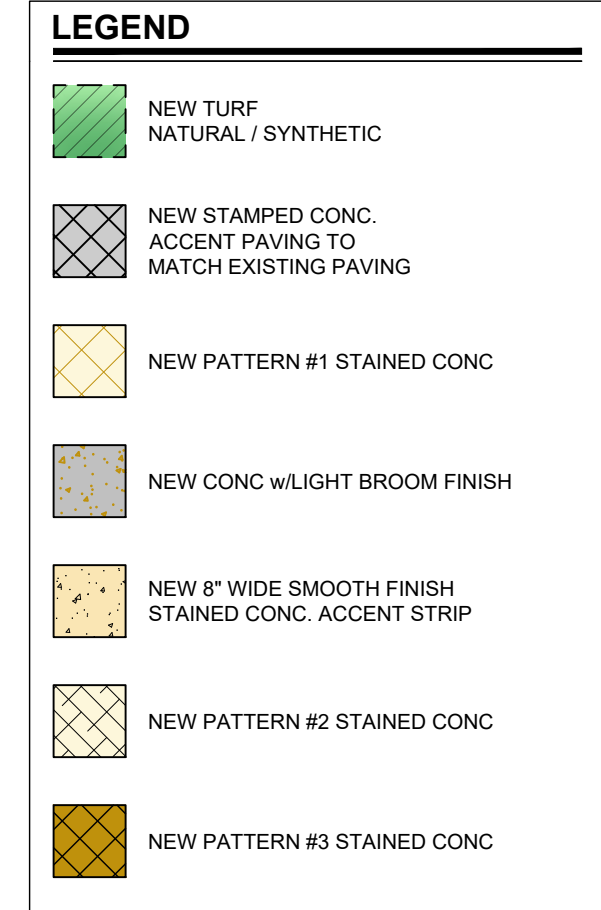 LEGEND
NEW TURF
NATURAL / SYNTHETIC
NEW STAMPED CONC.
ACCENT PAVING TO
MATCH EXISTING PAVING
NEW PATTERN #1 STAINED CONC
NEW CONC w/LIGHT BROOM FINISH
NEW 8" WIDE SMOOTH FINISH
STAINED CONC. ACCENT STRIP
NEW PATTERN #2 STAINED CONC
NEW PATTERN #3 STAINED CONC